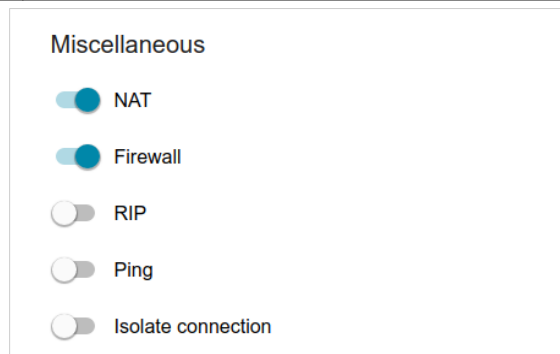 Miscellaneous
NAT
Firewall
RIP
Ping
Isolate connection